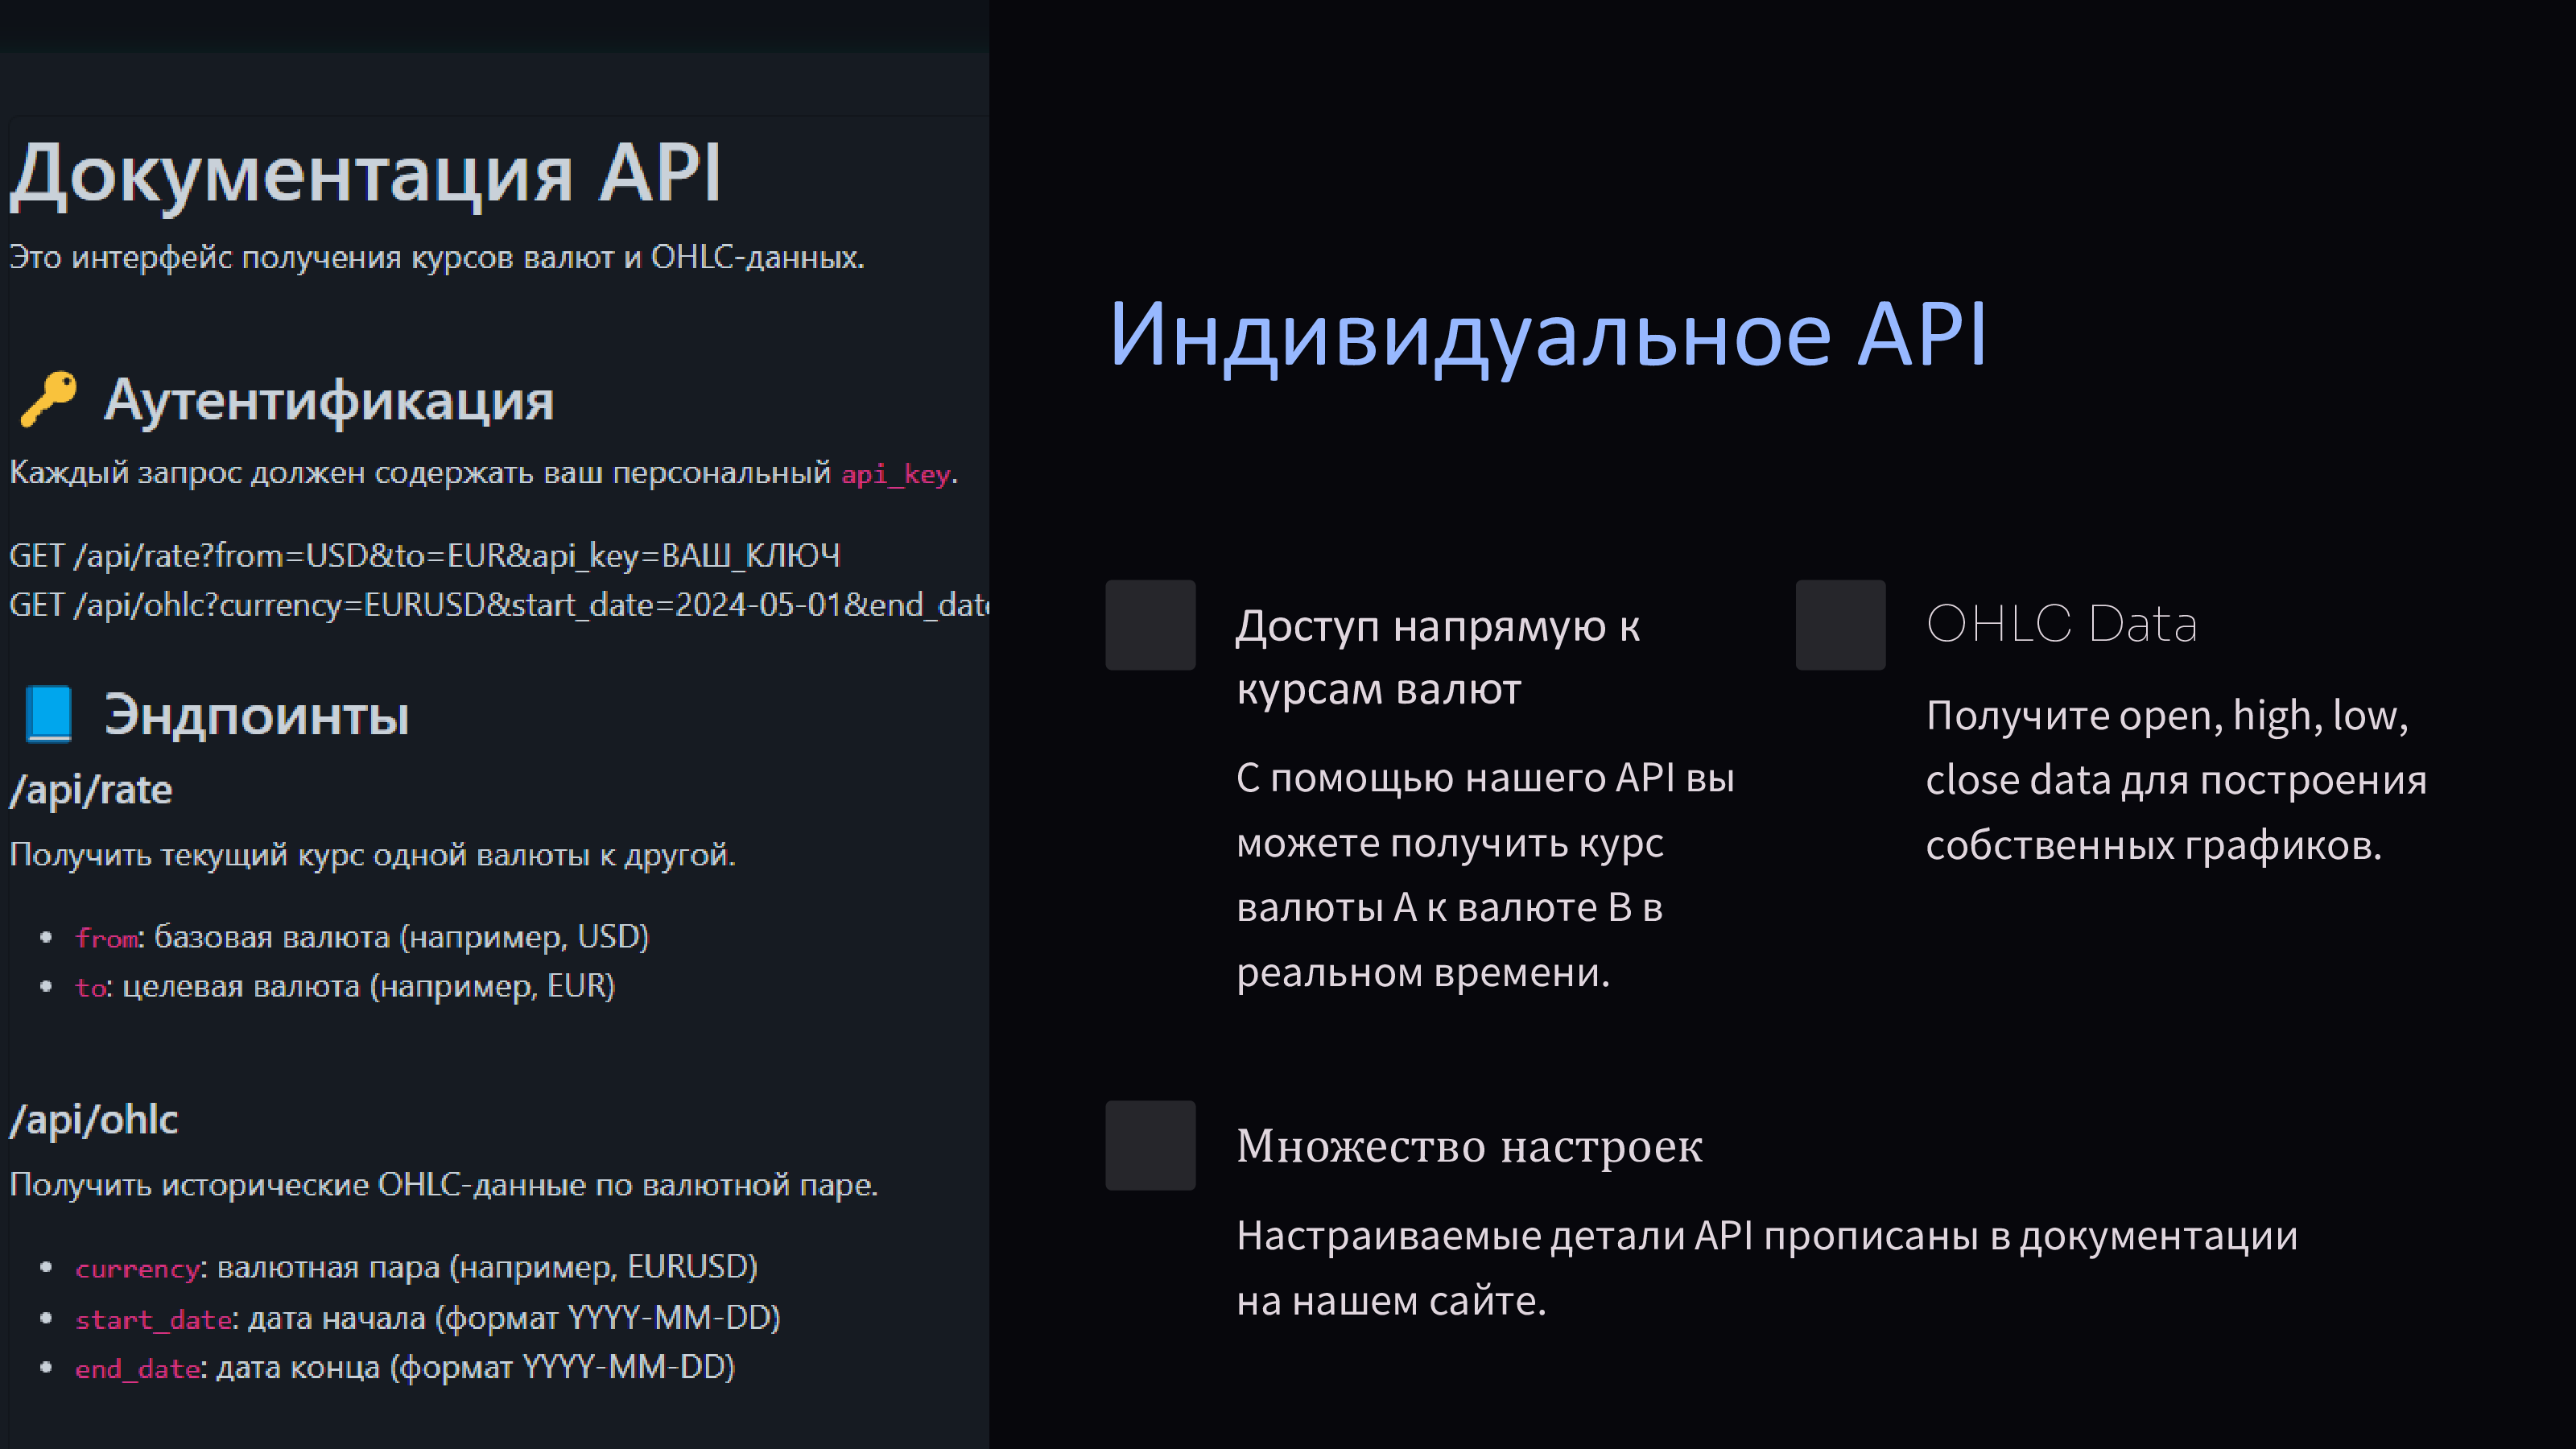 Документация API
Это интерфейс получения курсов валют и OHLC-данных.
🔑 Аутентификация
Каждый запрос должен содержать ваш персональный api_key.
GET /api/rate?from=USD&to=EUR&api_key=ВАШ_КЛЮЧ
GET /api/ohlc?currency=EURUSD&start_date=2024-05-01&end_date
📘 Эндпоинты
/api/rate
Получить текущий курс одной валюты к другой.
• from: базовая валюта (например, USD)
• to: целевая валюта (например, EUR)
/api/ohlc
Получить исторические OHLC-данные по валютной паре.
• currency: валютная пара (например, EURUSD)
• start_date: дата начала (формат YYYY-MM-DD)
• end_date: дата конца (формат YYYY-MM-DD)
Индивидуальное API
Доступ напрямую к
курсам валют
С помощью нашего API вы
можете получить курс
валюты А к валюте В в
реальном времени.
OHLC Data
Получите open, high, low,
close data для построения
собственных графиков.
Множество настроек
Настраиваемые детали API прописаны в документации
на нашем сайте.